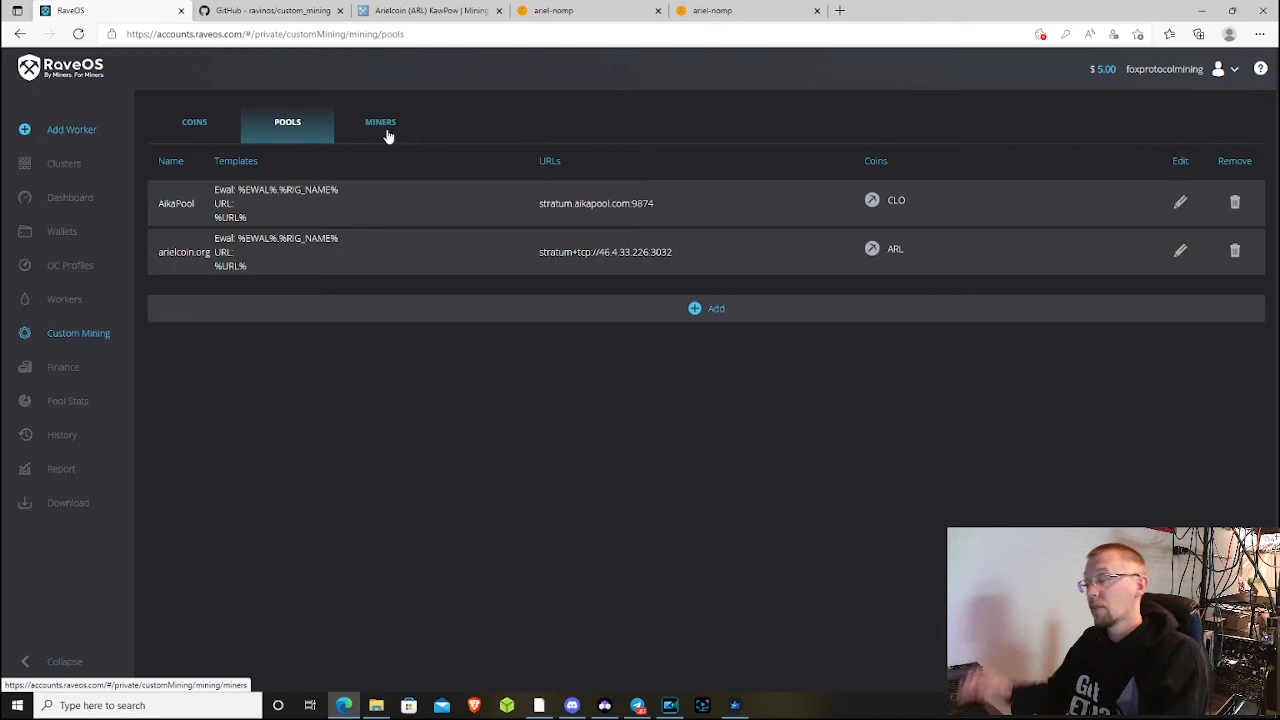 RaveOS
GitHub - ravinos/custom_mining
Arielcoin (ARL) KawPow | Mining
ariel-nomp
ariel-nomp
https://accounts.raveos.com/#/private/customMining/mining/pools
RaveOS
By Miners. For Miners
$ 5.00
foxprotocolmining
Add Worker
Clusters
Dashboard
Wallets
OC Profiles
Workers
Custom Mining
Finance
Pool Stats
History
Report
Download
Collapse
COINS
POOLS
MINERS
Name
Templates
URLs
Coins
Edit
Remove
AikaPool
Ewal: %EWAL%.%RIG_NAME%
URL:
%URL%
stratum.aikapool.com:9874
CLO
arielcoin.org
Ewal: %EWAL%.%RIG_NAME%
URL:
%URL%
stratum+tcp://46.4.33.226:3032
ARL
Add
https://accounts.raveos.com/#/private/customMining/mining/miners
Type here to search